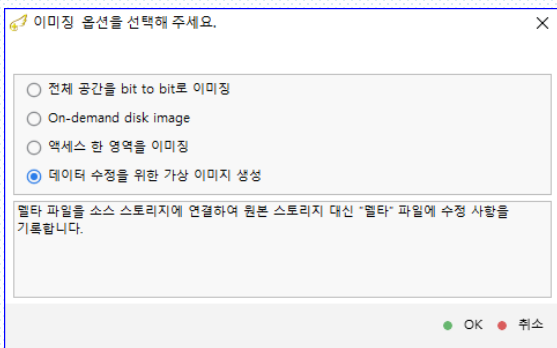 이미징 옵션을 선택해 주세요.
전체 공간을 bit to bit로 이미징
On-demand disk image
액세스 한 영역을 이미징
데이터 수정을 위한 가상 이미지 생성
델타 파일을 소스 스토리지에 연결하여 원본 스토리지 대신 "델타" 파일에 수정 사항을
기록합니다.
OK 취소